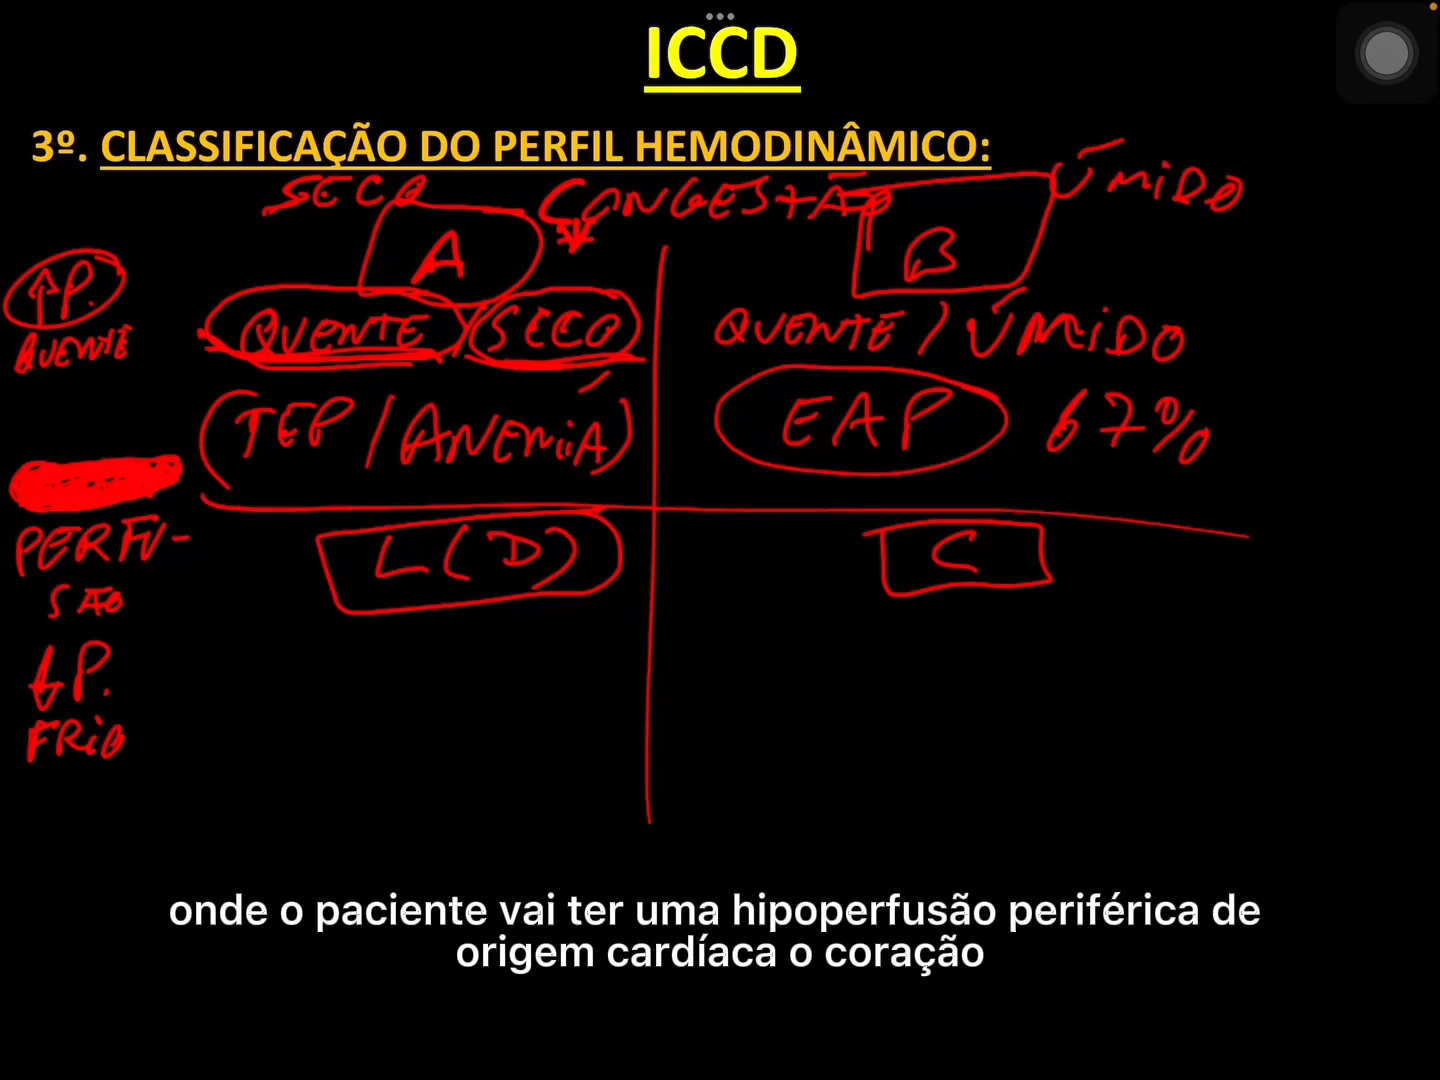 ICCD
3º. CLASSIFICAÇÃO DO PERFIL HEMODINÂMICO:
SECO CONGESTÃO ÚMIDO
A B
↑P.
QUENTE
QUENTE / SECO QUENTE / ÚMIDO
TEP / ANEMIA EAP 67%
PERFU-
SÃO
L (D) C
↓P.
FRIO
onde o paciente vai ter uma hipoperfusão periférica de
origem cardíaca o coração